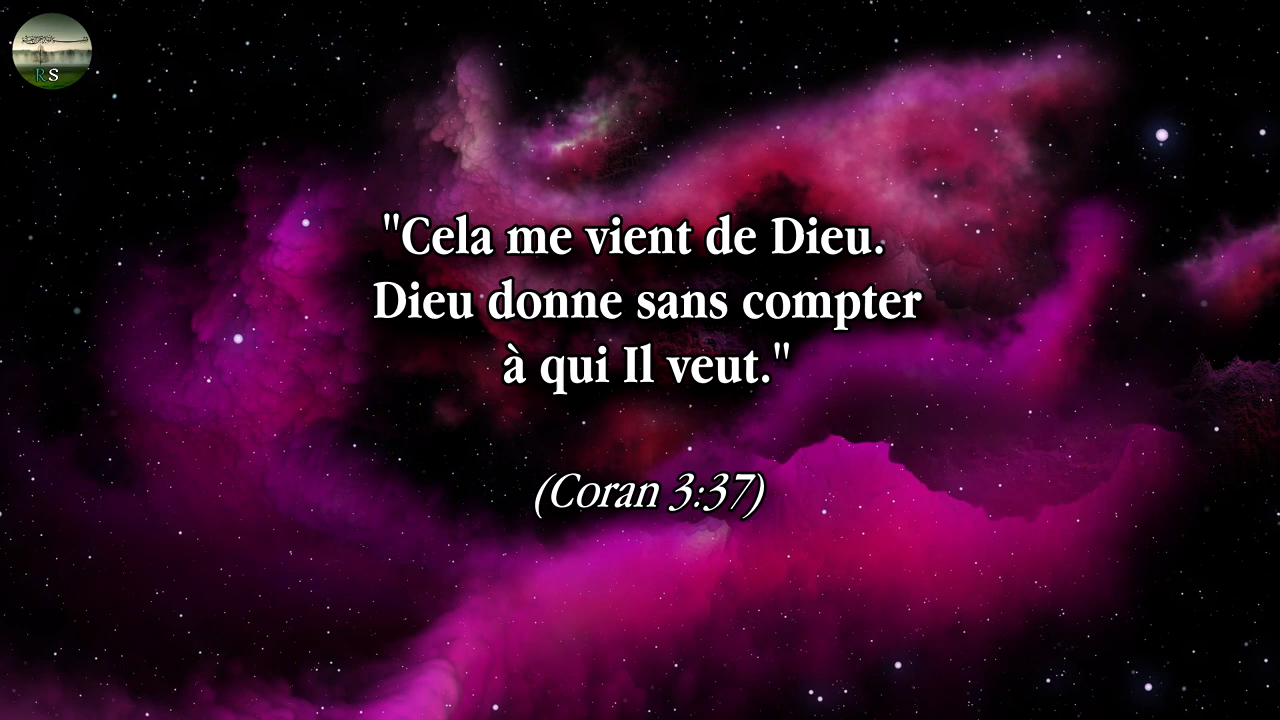 RS
"Cela me vient de Dieu.
Dieu donne sans compter
à qui Il veut."
(Coran 3:37)